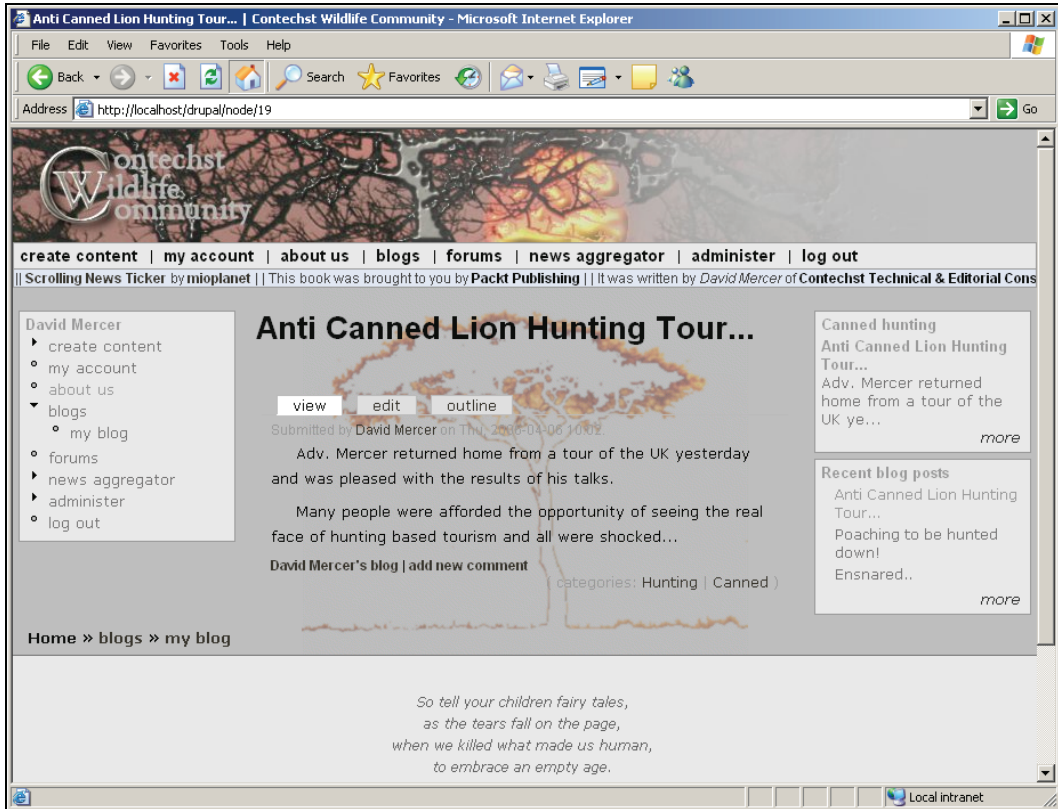 Anti Canned Lion Hunting Tour... | Contechst Wildlife Community - Microsoft Internet Explorer
File Edit View Favorites Tools Help
Back Search Favorites
Address http://localhost/drupal/node/19 Go
Contechst
Wildlife
Community
create content | my account | about us | blogs | forums | news aggregator | administer | log out
|| Scrolling News Ticker by mioplanet | | This book was brought to you by Packt Publishing | | It was written by David Mercer of Contechst Technical & Editorial Cons
David Mercer
create content
my account
about us
blogs
my blog
forums
news aggregator
administer
log out
Anti Canned Lion Hunting Tour...
view edit outline
Submitted by David Mercer on Thu,
Adv. Mercer returned home from a tour of the UK yesterday
and was pleased with the results of his talks.
Many people were afforded the opportunity of seeing the real
face of hunting based tourism and all were shocked...
David Mercer's blog | add new comment
( categories: Hunting | Canned )
Canned hunting
Anti Canned Lion Hunting
Tour...
Adv. Mercer returned
home from a tour of the
UK ye...
more
Recent blog posts
Anti Canned Lion Hunting
Tour...
Poaching to be hunted
down!
Ensnared..
more
Home » blogs » my blog
So tell your children fairy tales,
as the tears fall on the page,
when we killed what made us human,
to embrace an empty age.
Local intranet